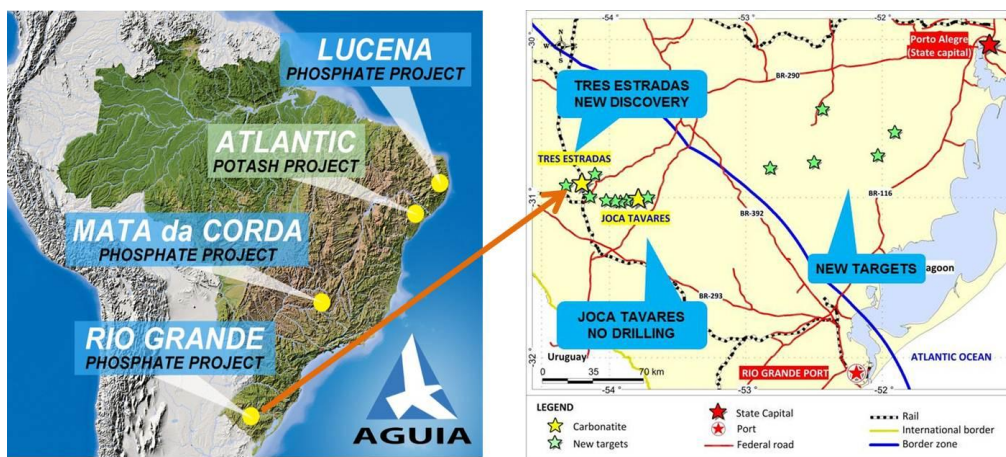 LUCENA
PHOSPHATE PROJECT
ATLANTIC
POTASH PROJECT
MATA da CORDA
PHOSPHATE PROJECT
RIO GRANDE
PHOSPHATE PROJECT
AGUIA
-54
-53
-52
-30
N
W
E
S
Porto Alegre
(State capital)
BR-290
TRES ESTRADAS
NEW DISCOVERY
TRES ESTRADAS
-31
JOCA TAVARES
BR-116
BR-392
NEW TARGETS
agoon
BR-293
JOCA TAVARES
NO DRILLING
-32
Uruguay
ATLANTIC OCEAN
RIO GRANDE PORT
0 35 70 km
-54
-53
-52
LEGEND
Carbonatite
New targets
State Capital
Port
Federal road
Rail
International border
Border zone